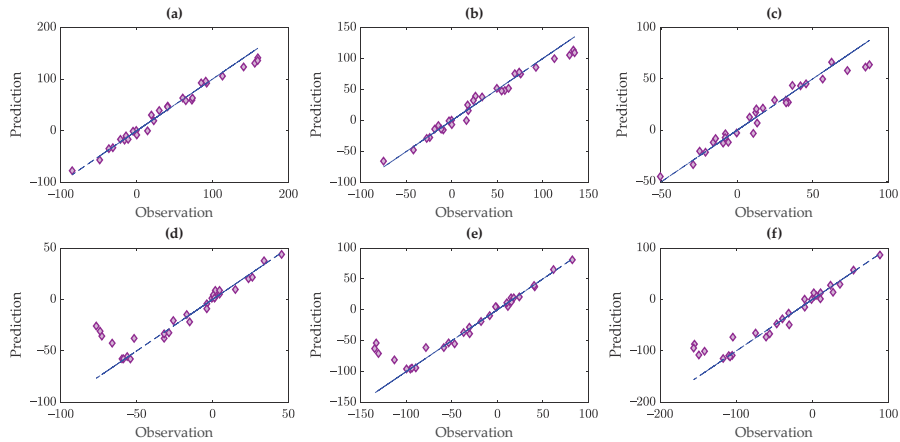 (a) (b) (c)
200 150 100
100 100 50
50
0 0 0
−50
−100 −100 −50
−100 0 100 200 −100 −50 0 50 100 150 −50 0 50 100
Prediction Prediction Prediction
Observation Observation Observation
(d) (e) (f)
50 100 100
50
0 0 0
−50
−50 −100 −100
−100 −150 −200
−100 −50 0 50 −150 −100 −50 0 50 100 −200 −100 0 100
Prediction Prediction Prediction
Observation Observation Observation